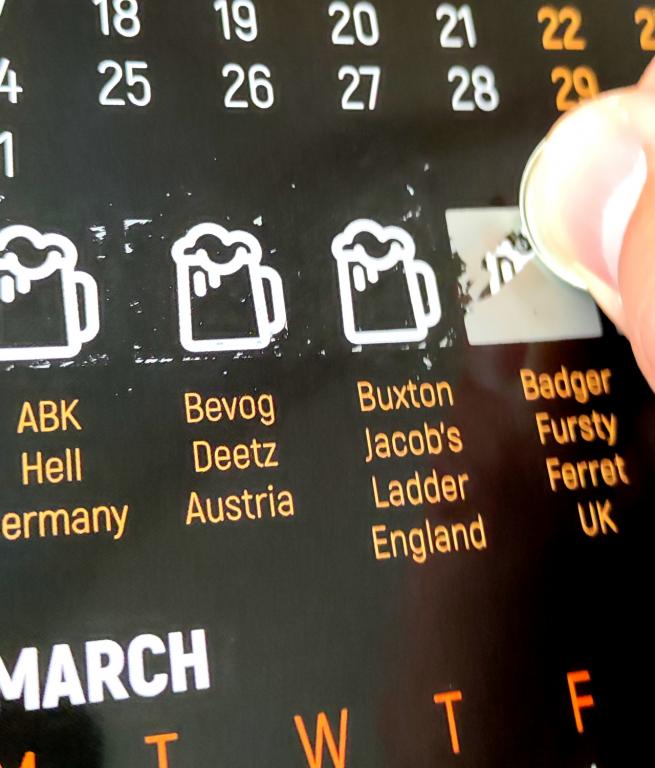 18 19 20 21 22
25 26 27 28 29
ABK
Hell
ermany
Bevog
Deetz
Austria
Buxton
Jacob's
Ladder
England
Badger
Fursty
Ferret
UK
MARCH
T W T F